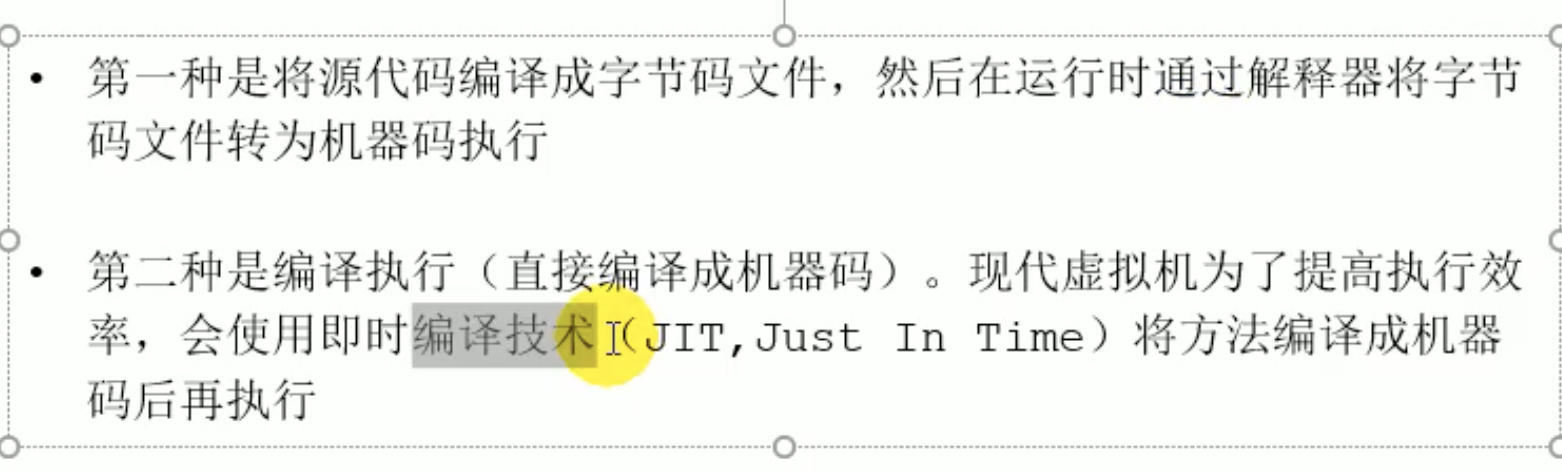 • 第一种是将源代码编译成字节码文件，然后在运行时通过解释器将字节
码文件转为机器码执行
• 第二种是编译执行（直接编译成机器码）。现代虚拟机为了提高执行效
率，会使用即时编译技术（JIT,Just In Time）将方法编译成机器
码后再执行